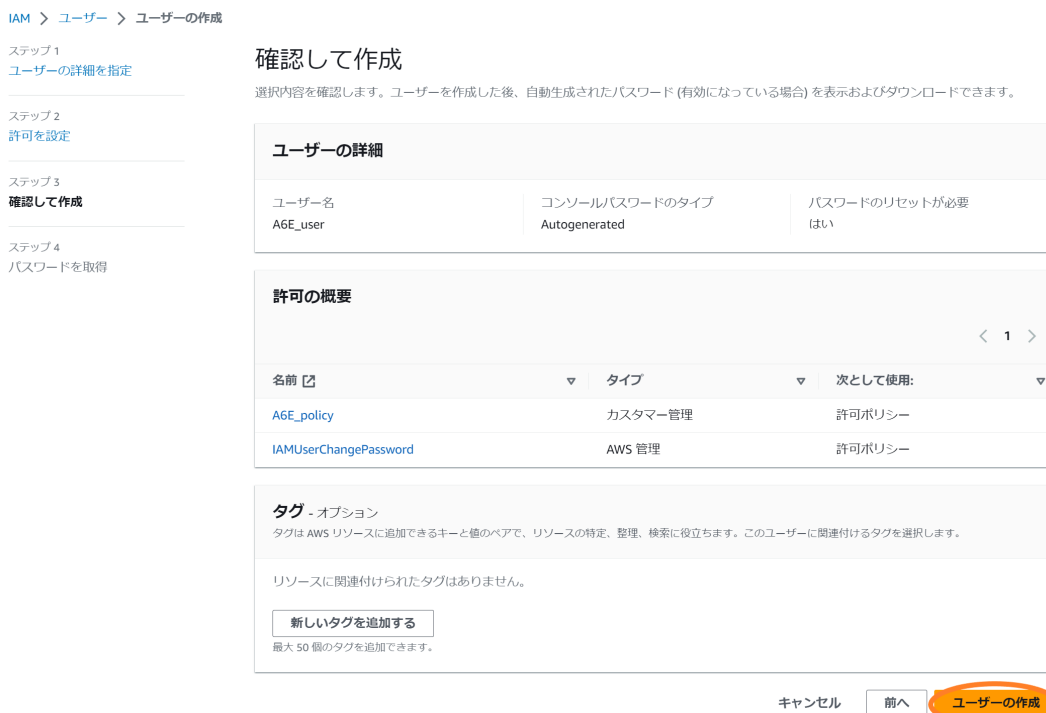 IAM > ユーザー > ユーザーの作成
ステップ 1
ユーザーの詳細を指定
ステップ 2
許可を設定
ステップ 3
確認して作成
ステップ 4
パスワードを取得
確認して作成
選択内容を確認します。ユーザーを作成した後、自動生成されたパスワード (有効になっている場合) を表示およびダウンロードできます。
ユーザーの詳細
ユーザー名
A6E_user
コンソールパスワードのタイプ
Autogenerated
パスワードのリセットが必要
はい
許可の概要
< 1 >
名前 タイプ 次として使用:
A6E_policy カスタマー管理 許可ポリシー
IAMUserChangePassword AWS 管理 許可ポリシー
タグ - オプション
タグは AWS リソースに追加できるキーと値のペアで、リソースの特定、整理、検索に役立ちます。このユーザーに関連付けるタグを選択します。
リソースに関連付けられたタグはありません。
新しいタグを追加する
最大 50 個のタグを追加できます。
キャンセル 前へ ユーザーの作成